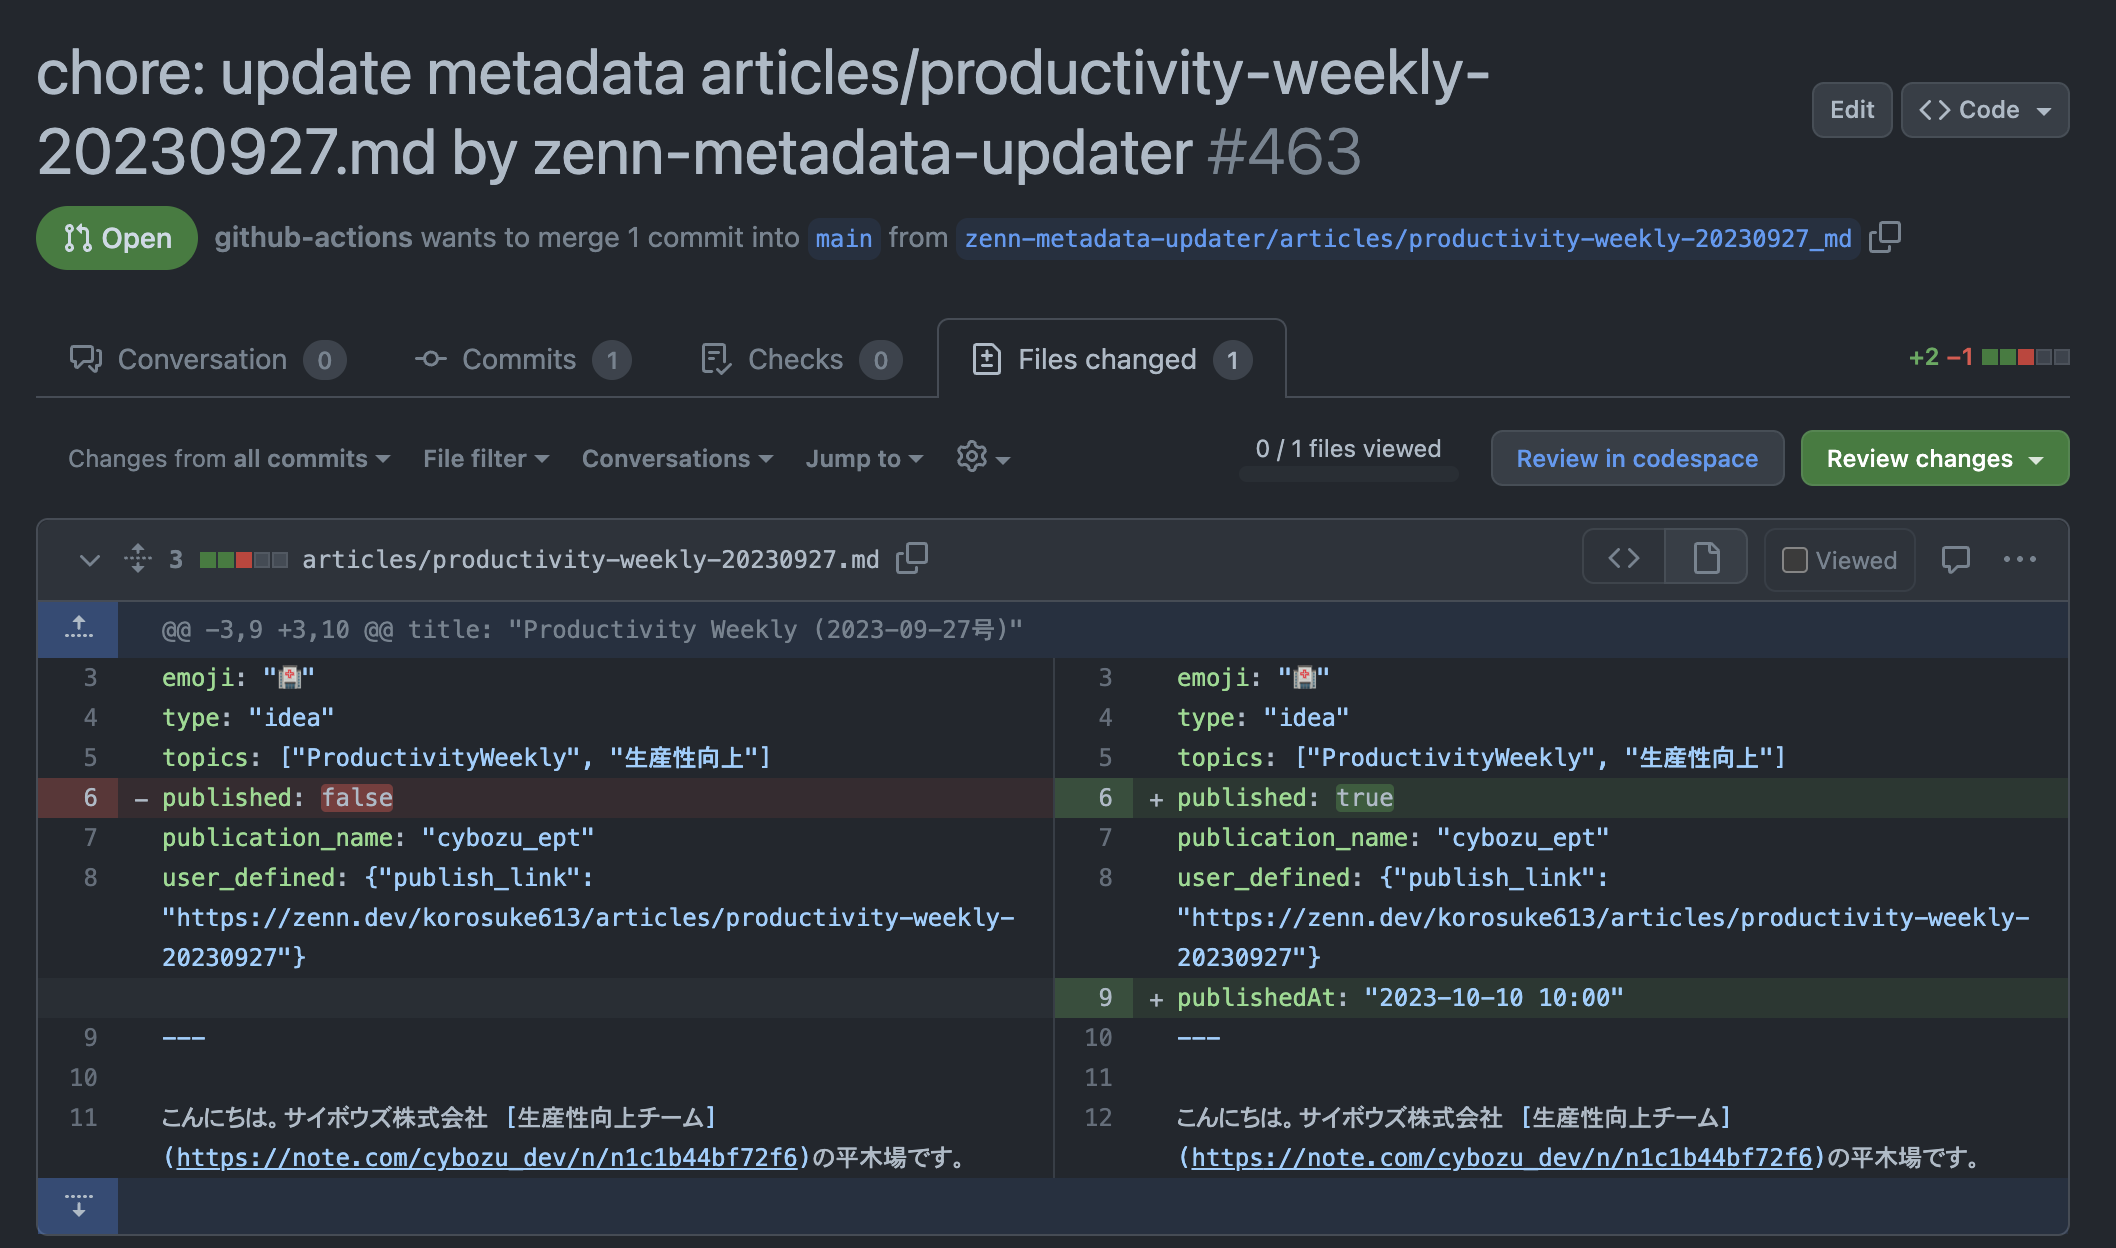 chore: update metadata articles/productivity-weekly-
20230927.md by zenn-metadata-updater #463
Edit
Code
Open
github-actions wants to merge 1 commit into main from zenn-metadata-updater/articles/productivity-weekly-20230927_md
Conversation 0
Commits 1
Checks 0
Files changed 1
+2 −1
Changes from all commits
File filter
Conversations
Jump to
0 / 1 files viewed
Review in codespace
Review changes
3 articles/productivity-weekly-20230927.md
Viewed
@@ -3,9 +3,10 @@ title: "Productivity Weekly (2023-09-27号)"
3 emoji: "🏥"
4 type: "idea"
5 topics: ["ProductivityWeekly", "生産性向上"]
6 - published: false
7 publication_name: "cybozu_ept"
8 user_defined: {"publish_link":
"https://zenn.dev/korosuke613/articles/productivity-weekly-
20230927"}
9 ---
10
11 こんにちは。サイボウズ株式会社 [生産性向上チーム]
(https://note.com/cybozu_dev/n/n1c1b44bf72f6)の平木場です。
3 emoji: "🏥"
4 type: "idea"
5 topics: ["ProductivityWeekly", "生産性向上"]
6 + published: true
7 publication_name: "cybozu_ept"
8 user_defined: {"publish_link":
"https://zenn.dev/korosuke613/articles/productivity-weekly-
20230927"}
9 + publishedAt: "2023-10-10 10:00"
10 ---
11
12 こんにちは。サイボウズ株式会社 [生産性向上チーム]
(https://note.com/cybozu_dev/n/n1c1b44bf72f6)の平木場です。